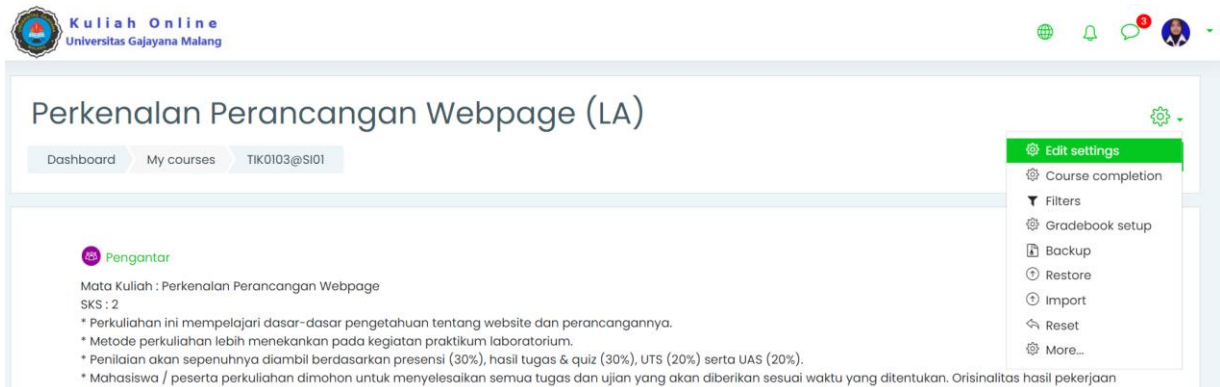 Kuliah Online
Universitas Gajayana Malang
3
Perkenalan Perancangan Webpage (LA)
Dashboard
My courses
TIK0103@SI01
Edit settings
Course completion
Filters
Gradebook setup
Backup
Restore
Import
Reset
More...
Pengantar
Mata Kuliah : Perkenalan Perancangan Webpage
SKS : 2
* Perkuliahan ini mempelajari dasar-dasar pengetahuan tentang website dan perancangannya.
* Metode perkuliahan lebih menekankan pada kegiatan praktikum laboratorium.
* Penilaian akan sepenuhnya diambil berdasarkan presensi (30%), hasil tugas & quiz (30%), UTS (20%) serta UAS (20%).
* Mahasiswa / peserta perkuliahan dimohon untuk menyelesaikan semua tugas dan ujian yang akan diberikan sesuai waktu yang ditentukan. Orisinalitas hasil pekerjaan